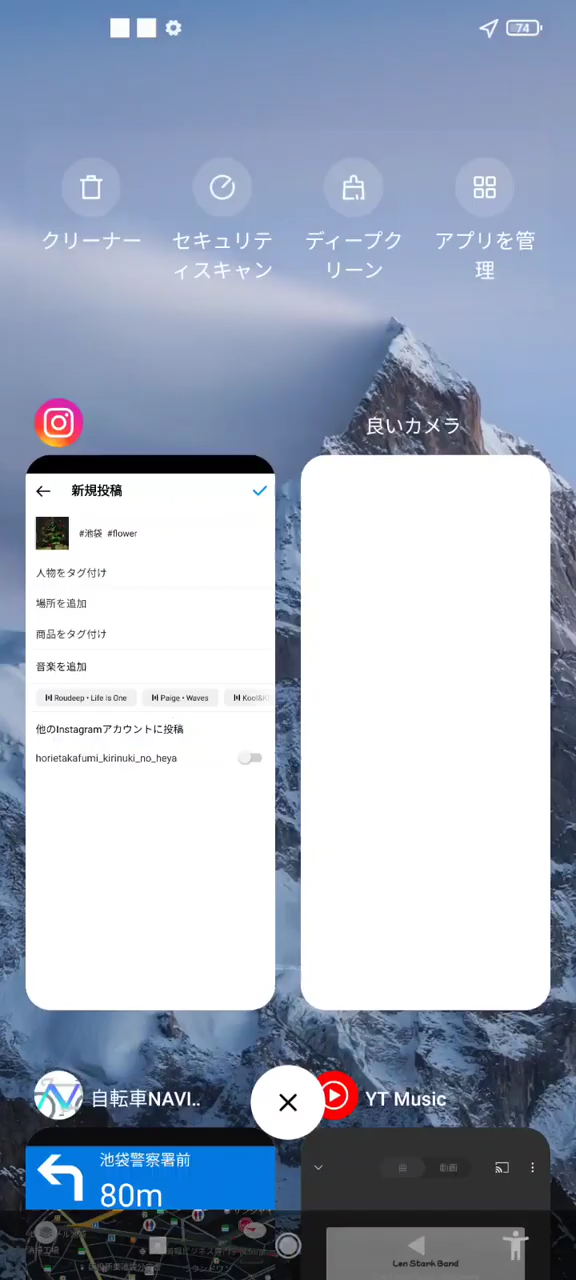 74
クリーナー
セキュリテ
ィスキャン
ディープク
リーン
アプリを管
理
良いカメラ
新規投稿
#池袋 #flower
人物をタグ付け
場所を追加
商品をタグ付け
音楽を追加
Roudeep • Life is One
Paige • Waves
Kool&K
他のInstagramアカウントに投稿
horietakafumi_kirinuki_no_heya
自転車NAVI..
YT Music
池袋警察署前
80m
曲
動画
Len Stark Band